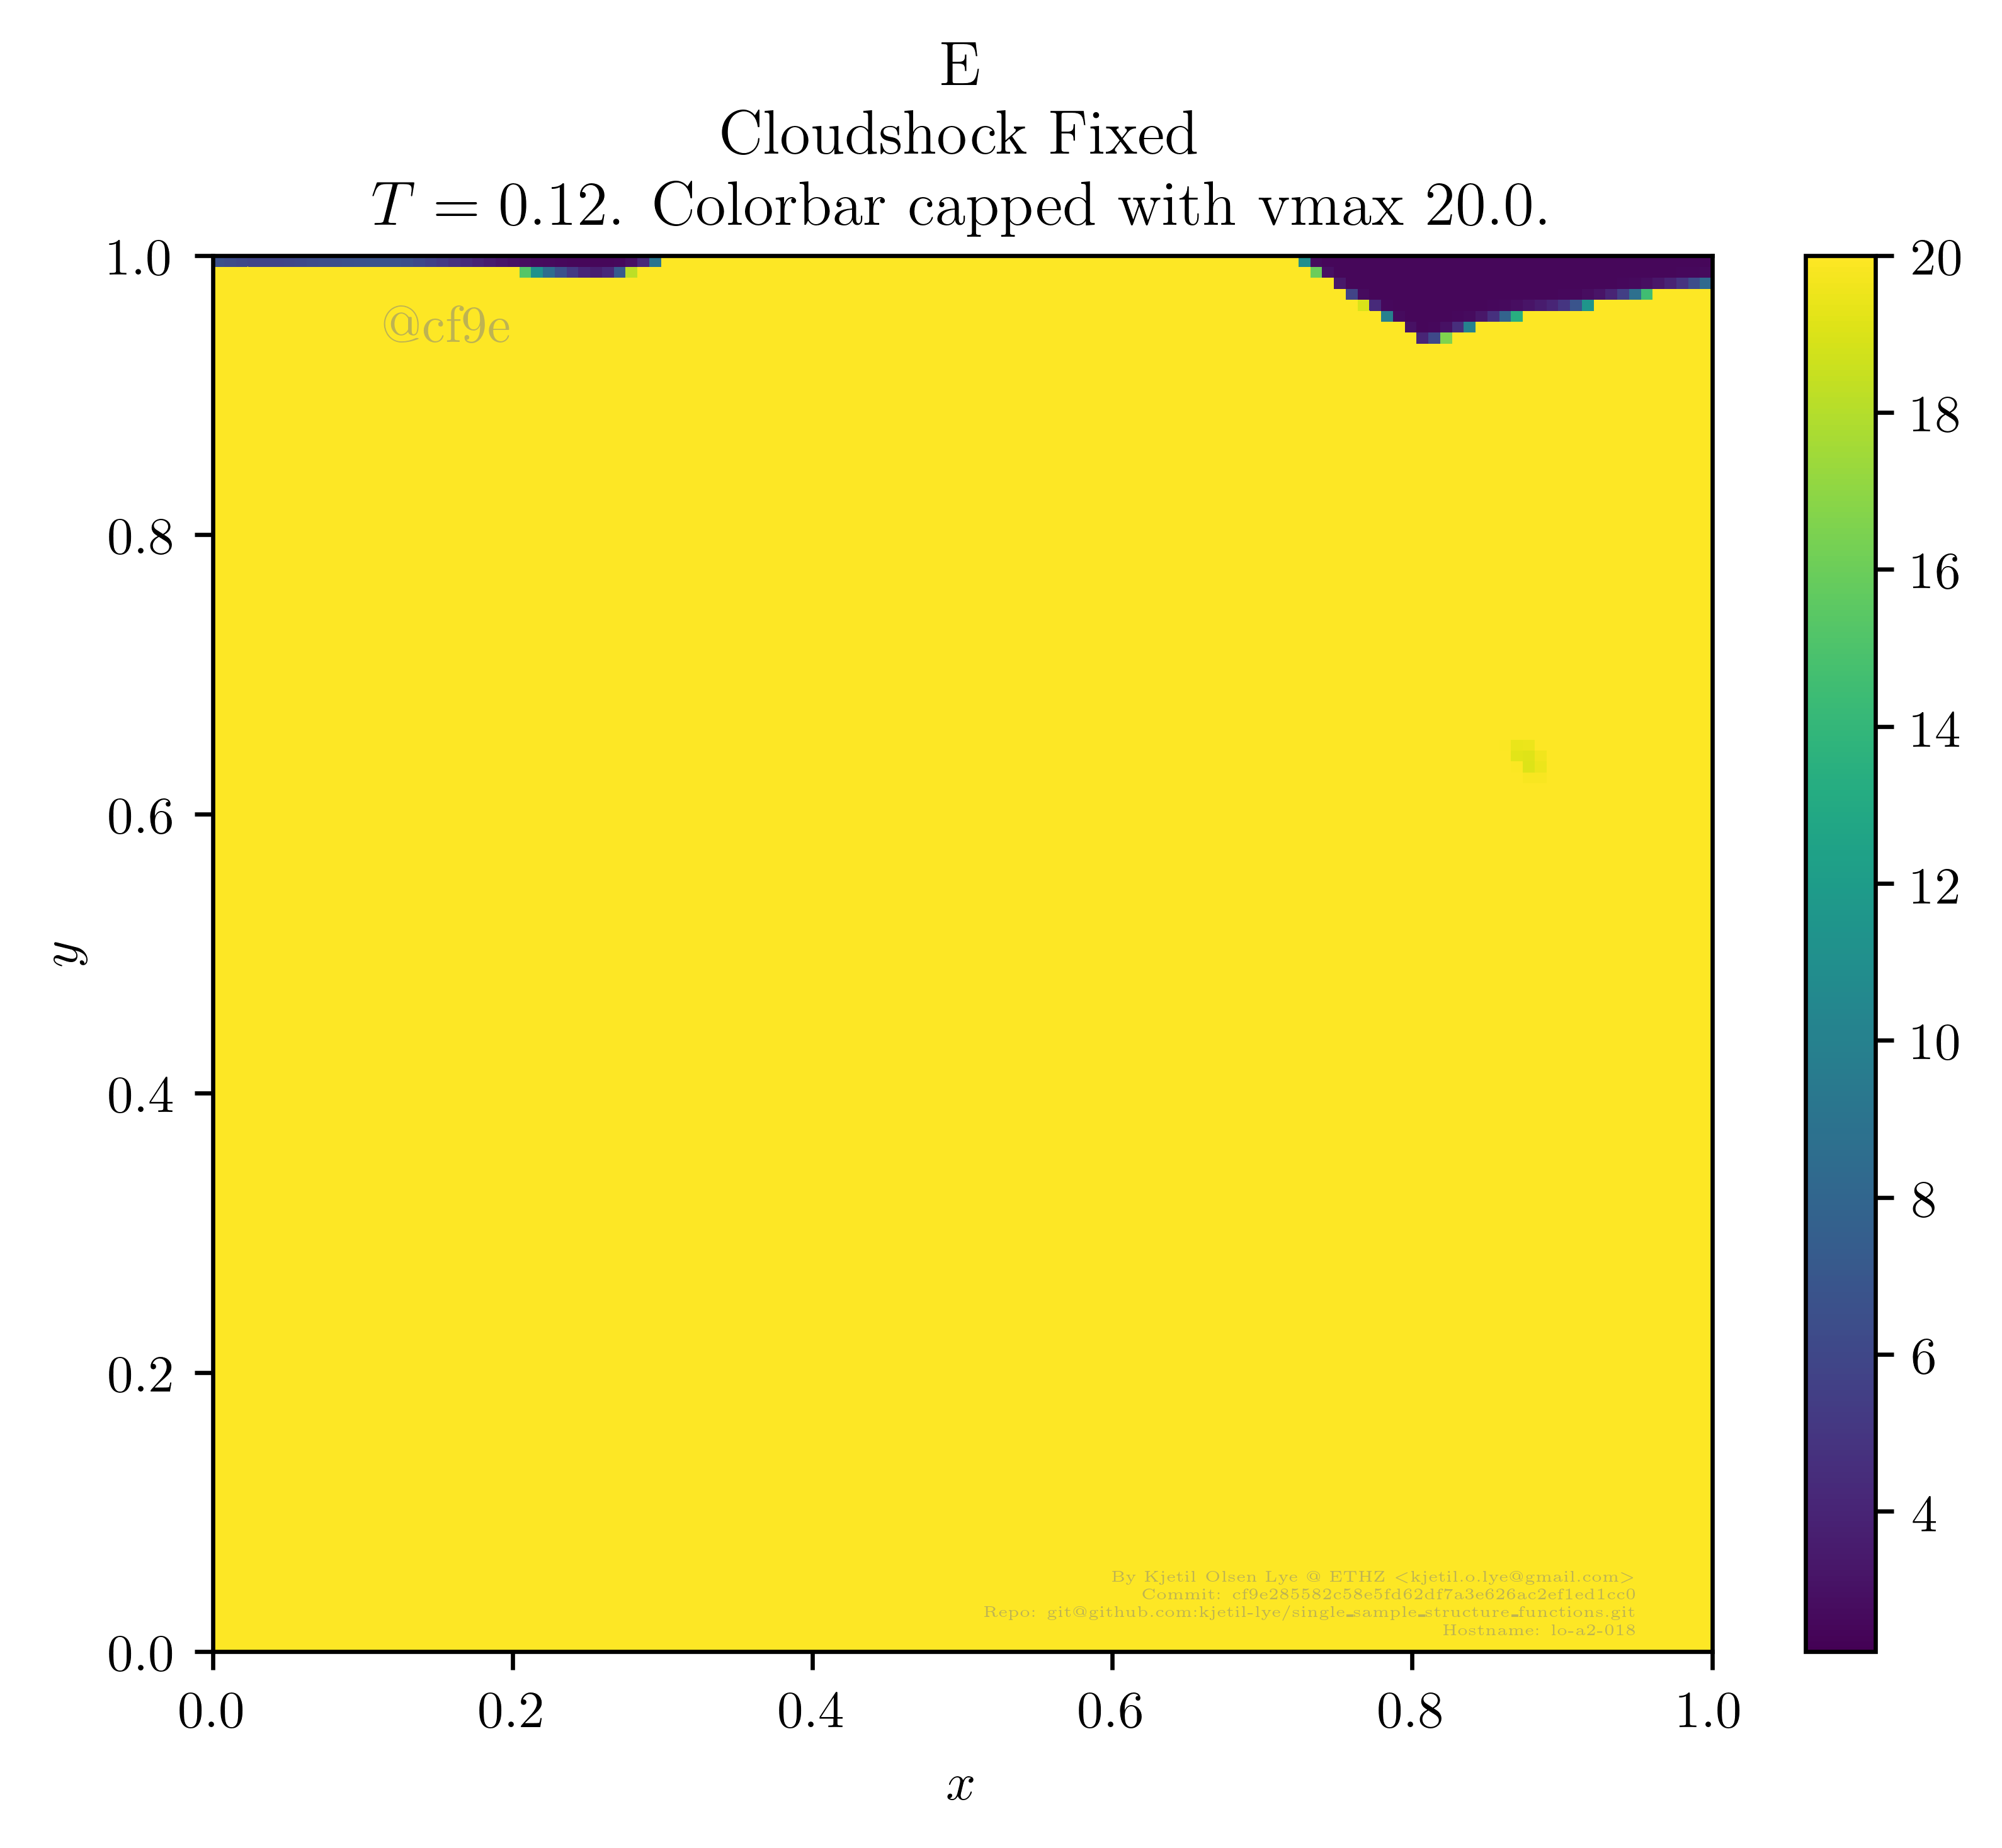 E
Cloudshock Fixed
T = 0.12. Colorbar capped with vmax 20.0.
1.0
0.8
0.6
0.4
0.2
0.0
y
0.0 0.2 0.4 0.6 0.8 1.0
x
20
18
16
14
12
10
8
6
4
@cf9e
By Kjetil Olsen Lye @ ETHZ <kjetil.o.lye@gmail.com>
Commit: cf9e285582c58e5fd62df7a3e626ac2ef1ed1cc0
Repo: git@github.com:kjetil-lye/single_sample_structure_functions.git
Hostname: lo-a2-018